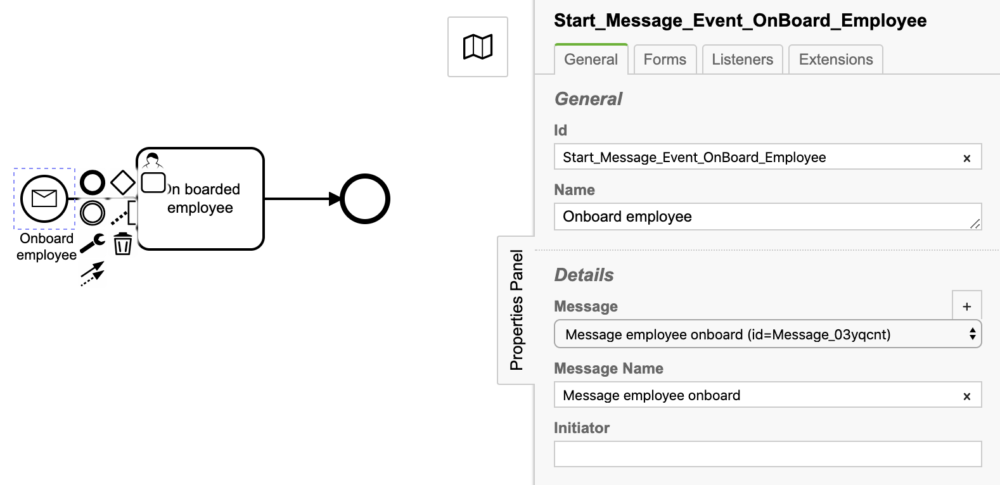 Onboard
employee
n boarded
employee
Properties Panel
Start_Message_Event_OnBoard_Employee
General
Forms
Listeners
Extensions
General
Id
Start_Message_Event_OnBoard_Employee
x
Name
Onboard employee
Details
Message
+
Message employee onboard (id=Message_03yqcnt)
Message Name
Message employee onboard
x
Initiator